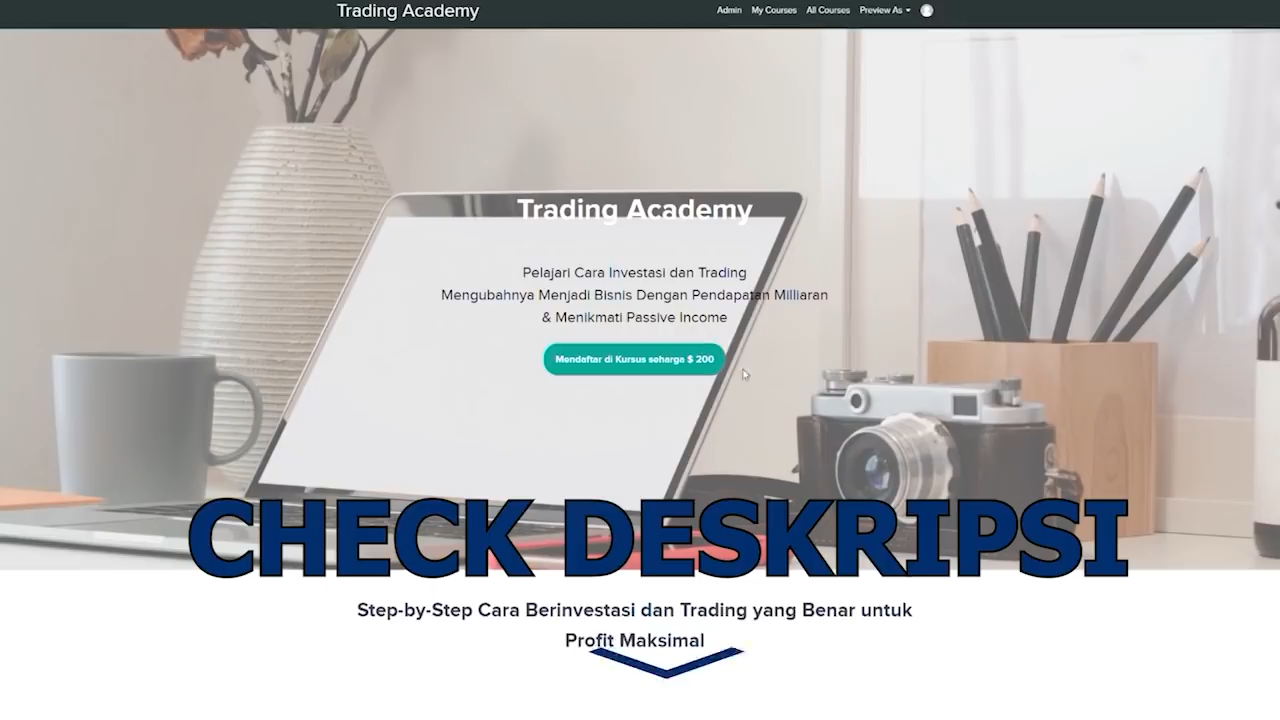 Trading Academy
Admin My Courses All Courses Preview As
Trading Academy
Pelajari Cara Investasi dan Trading
Mengubahnya Menjadi Bisnis Dengan Pendapatan Milliaran
& Menikmati Passive Income
Mendaftar di Kursus seharga $ 200
CHECK DESKRIPSI
Step-by-Step Cara Berinvestasi dan Trading yang Benar untuk
Profit Maksimal